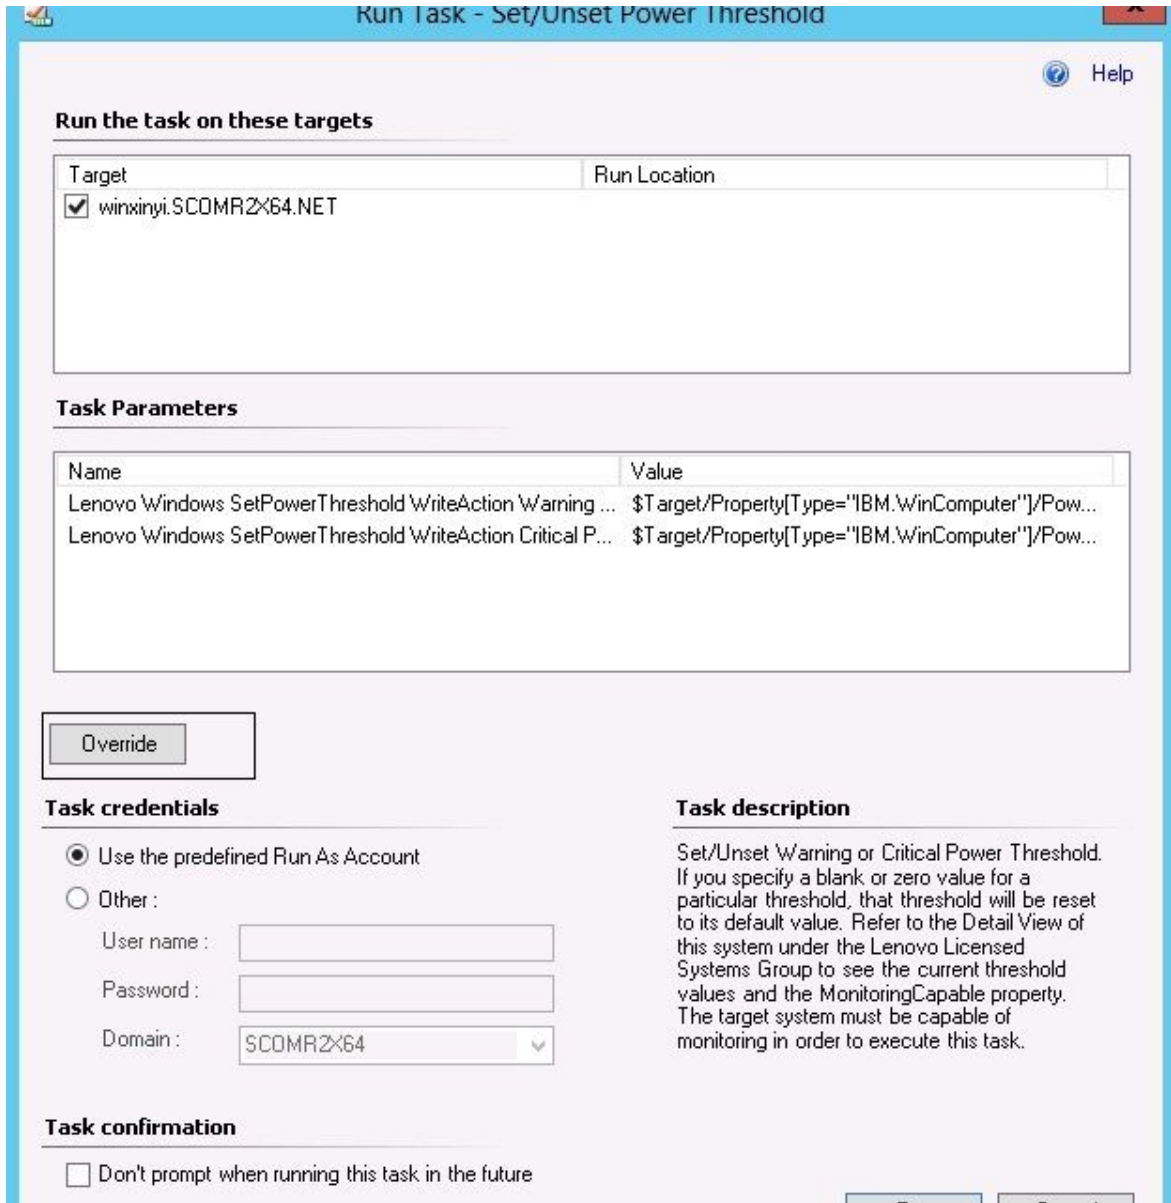 Run Task - Set/Unset Power Threshold
Help
Run the task on these targets
Target Run Location
winxinyi.SCOMR2X64.NET
Task Parameters
Name Value
Lenovo Windows SetPowerThreshold WriteAction Warning ... $Target/Property[Type="IBM.WinComputer"]/Pow...
Lenovo Windows SetPowerThreshold WriteAction Critical P... $Target/Property[Type="IBM.WinComputer"]/Pow...
Override
Task credentials
Use the predefined Run As Account
Other :
User name :
Password :
Domain : SCOMR2X64
Task description
Set/Unset Warning or Critical Power Threshold.
If you specify a blank or zero value for a
particular threshold, that threshold will be reset
to its default value. Refer to the Detail View of
this system under the Lenovo Licensed
Systems Group to see the current threshold
values and the MonitoringCapable property.
The target system must be capable of
monitoring in order to execute this task.
Task confirmation
Don't prompt when running this task in the future